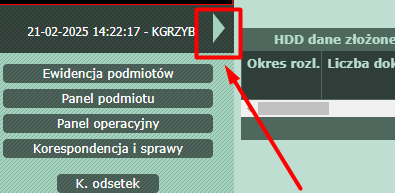 21-02-2025 14:22:17 - KGRZYB
HDD dane złożone
Okres rozl. Liczba dok
Ewidencja podmiotów
Panel podmiotu
Panel operacyjny
Korespondencja i sprawy
K. odsetek